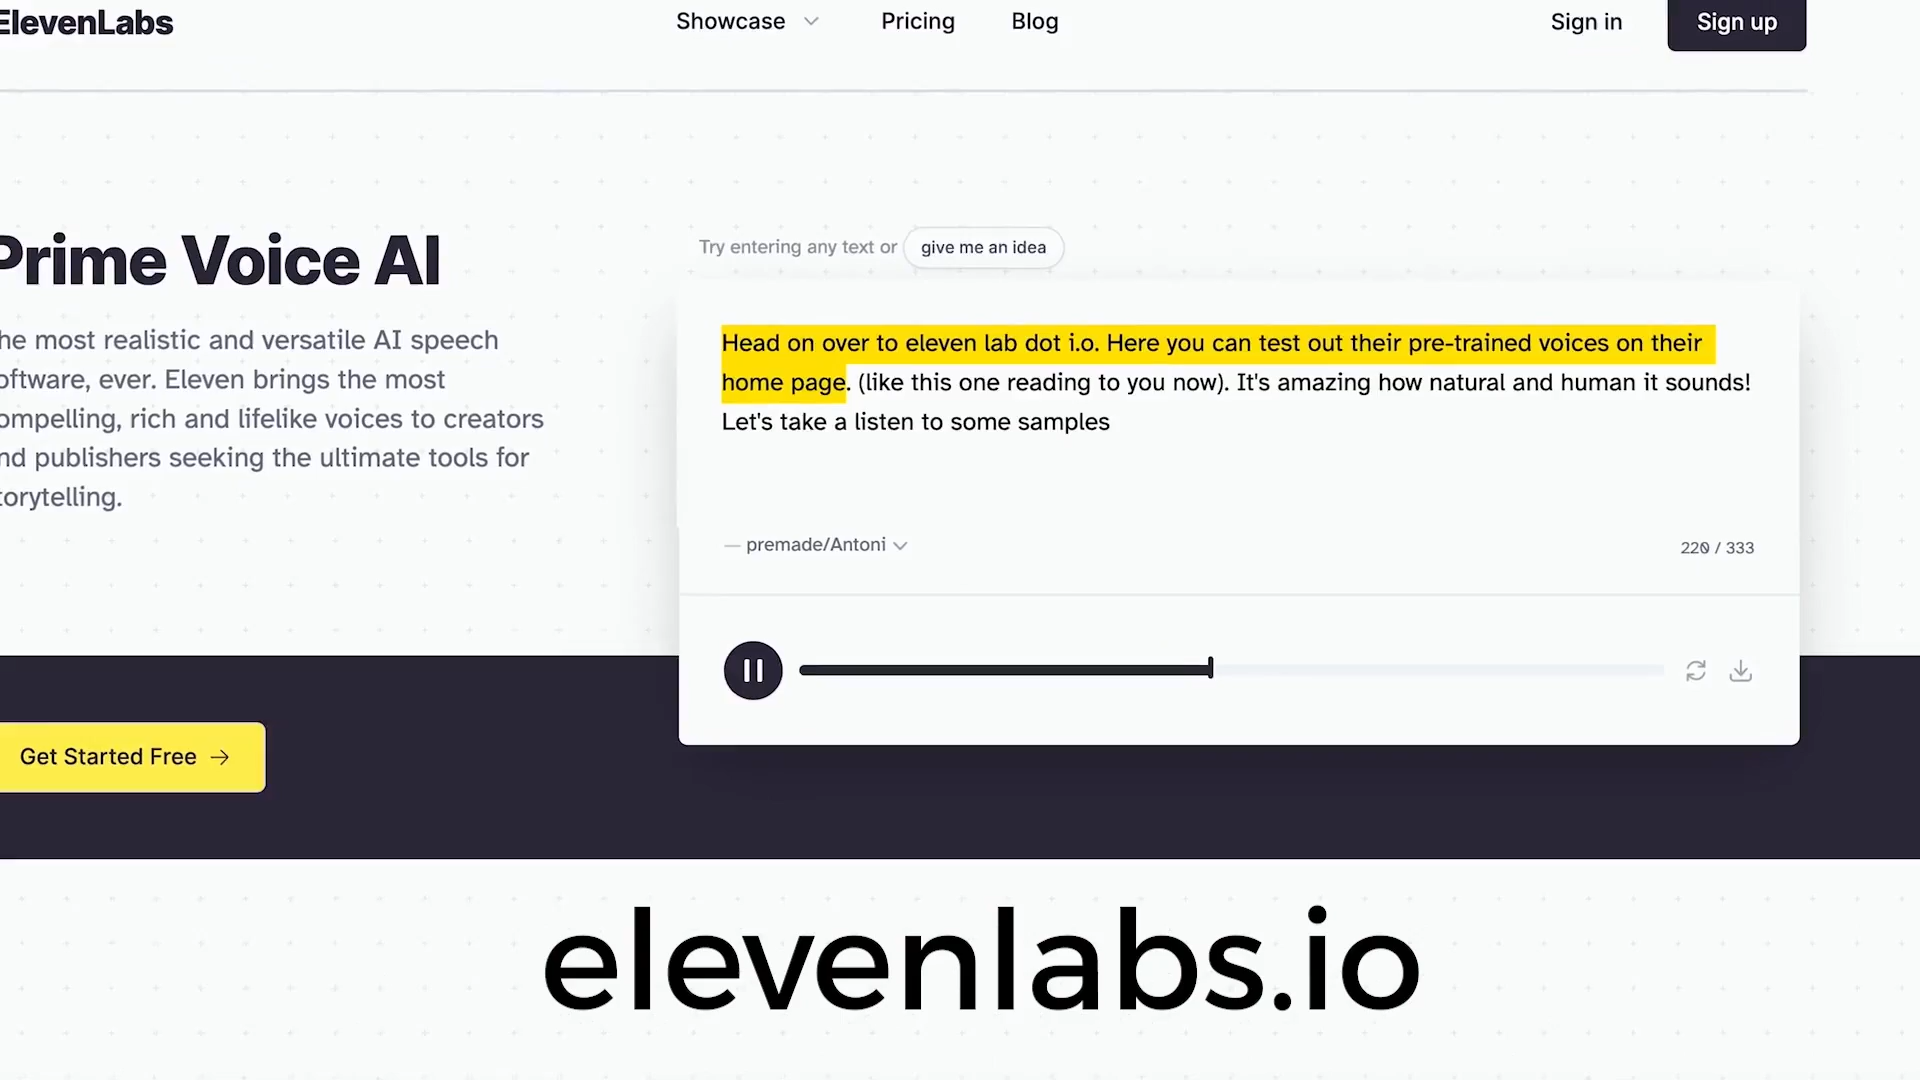 ElevenLabs
Showcase
Pricing
Blog
Sign in
Sign up
Prime Voice AI
he most realistic and versatile AI speech
oftware, ever. Eleven brings the most
ompelling, rich and lifelike voices to creators
nd publishers seeking the ultimate tools for
torytelling.
Try entering any text or give me an idea
Head on over to eleven lab dot i.o. Here you can test out their pre-trained voices on their
home page. (like this one reading to you now). It's amazing how natural and human it sounds!
Let's take a listen to some samples
— premade/Antoni
220 / 333
Get Started Free →
elevenlabs.io